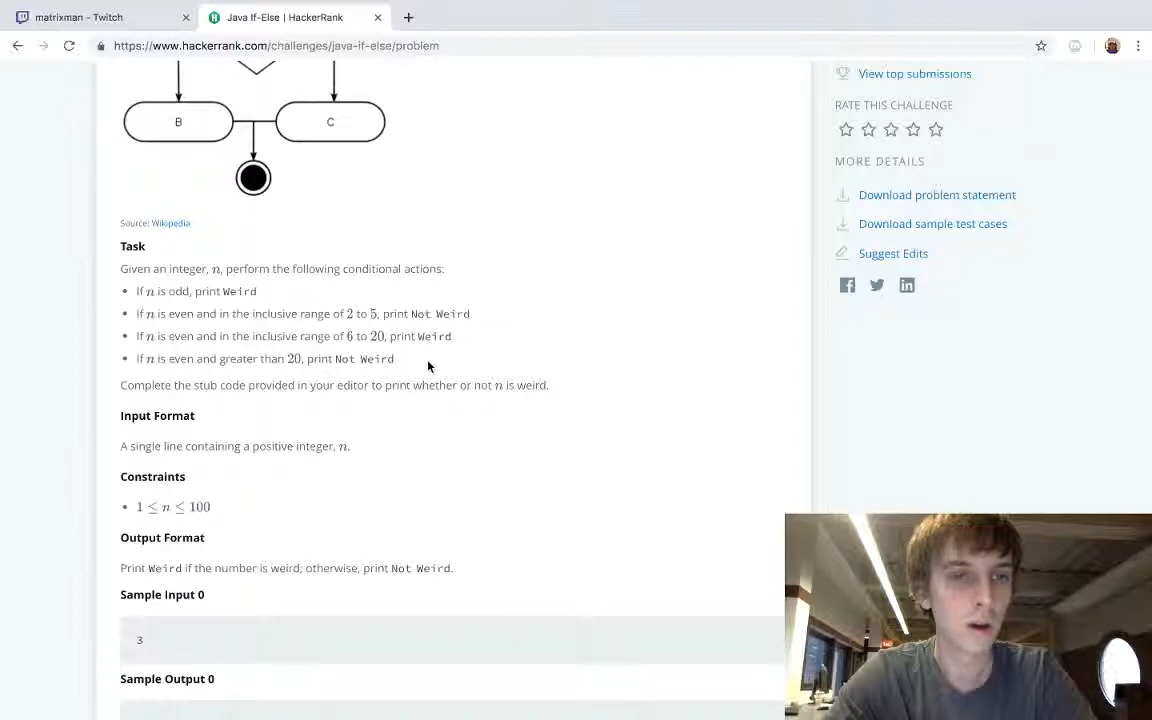 matrixman - Twitch
Java If-Else | HackerRank
https://www.hackerrank.com/challenges/java-if-else/problem
B
C
Source: Wikipedia
Task
Given an integer, n, perform the following conditional actions:
• If n is odd, print Weird
• If n is even and in the inclusive range of 2 to 5, print Not Weird
• If n is even and in the inclusive range of 6 to 20, print Weird
• If n is even and greater than 20, print Not Weird
Complete the stub code provided in your editor to print whether or not n is weird.
Input Format
A single line containing a positive integer, n.
Constraints
• 1 ≤ n ≤ 100
Output Format
Print Weird if the number is weird; otherwise, print Not Weird.
Sample Input 0
3
Sample Output 0
View top submissions
RATE THIS CHALLENGE
MORE DETAILS
Download problem statement
Download sample test cases
Suggest Edits